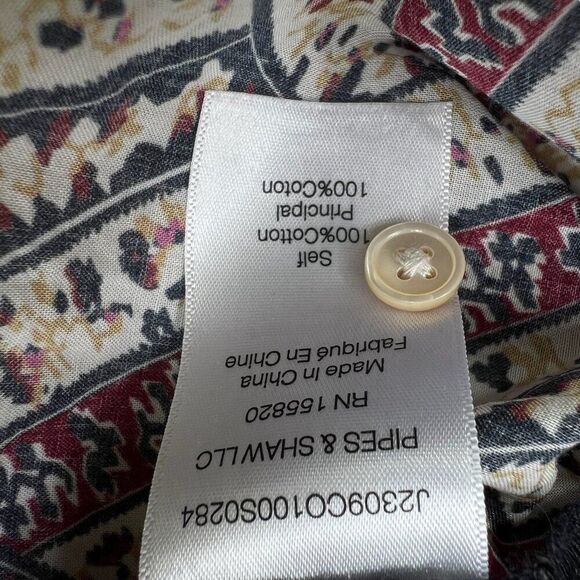 J2309CO100S0284
PIPES & SHAW LLC
RN 155820
Made In China
Fabriqué En Chine
Self
100%Cotton
Principal
100%Coton